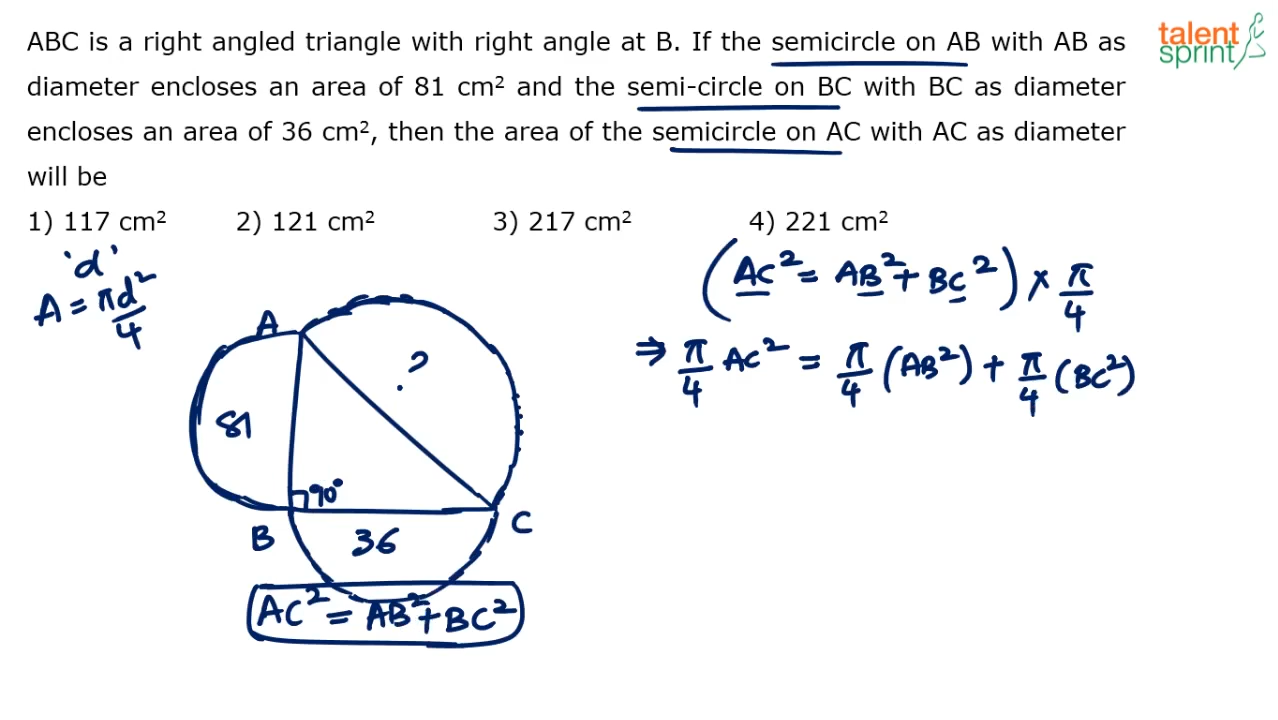 talent
sprint
ABC is a right angled triangle with right angle at B. If the semicircle on AB with AB as
diameter encloses an area of 81 cm² and the semi-circle on BC with BC as diameter
encloses an area of 36 cm², then the area of the semicircle on AC with AC as diameter
will be
1) 117 cm² 2) 121 cm² 3) 217 cm² 4) 221 cm²
'd'
A = πd²/4
(AC² = AB² + BC²) × π/4
⇒ π/4 AC² = π/4 (AB²) + π/4 (BC²)
A
?
81
90°
B
C
36
AC² = AB² + BC²